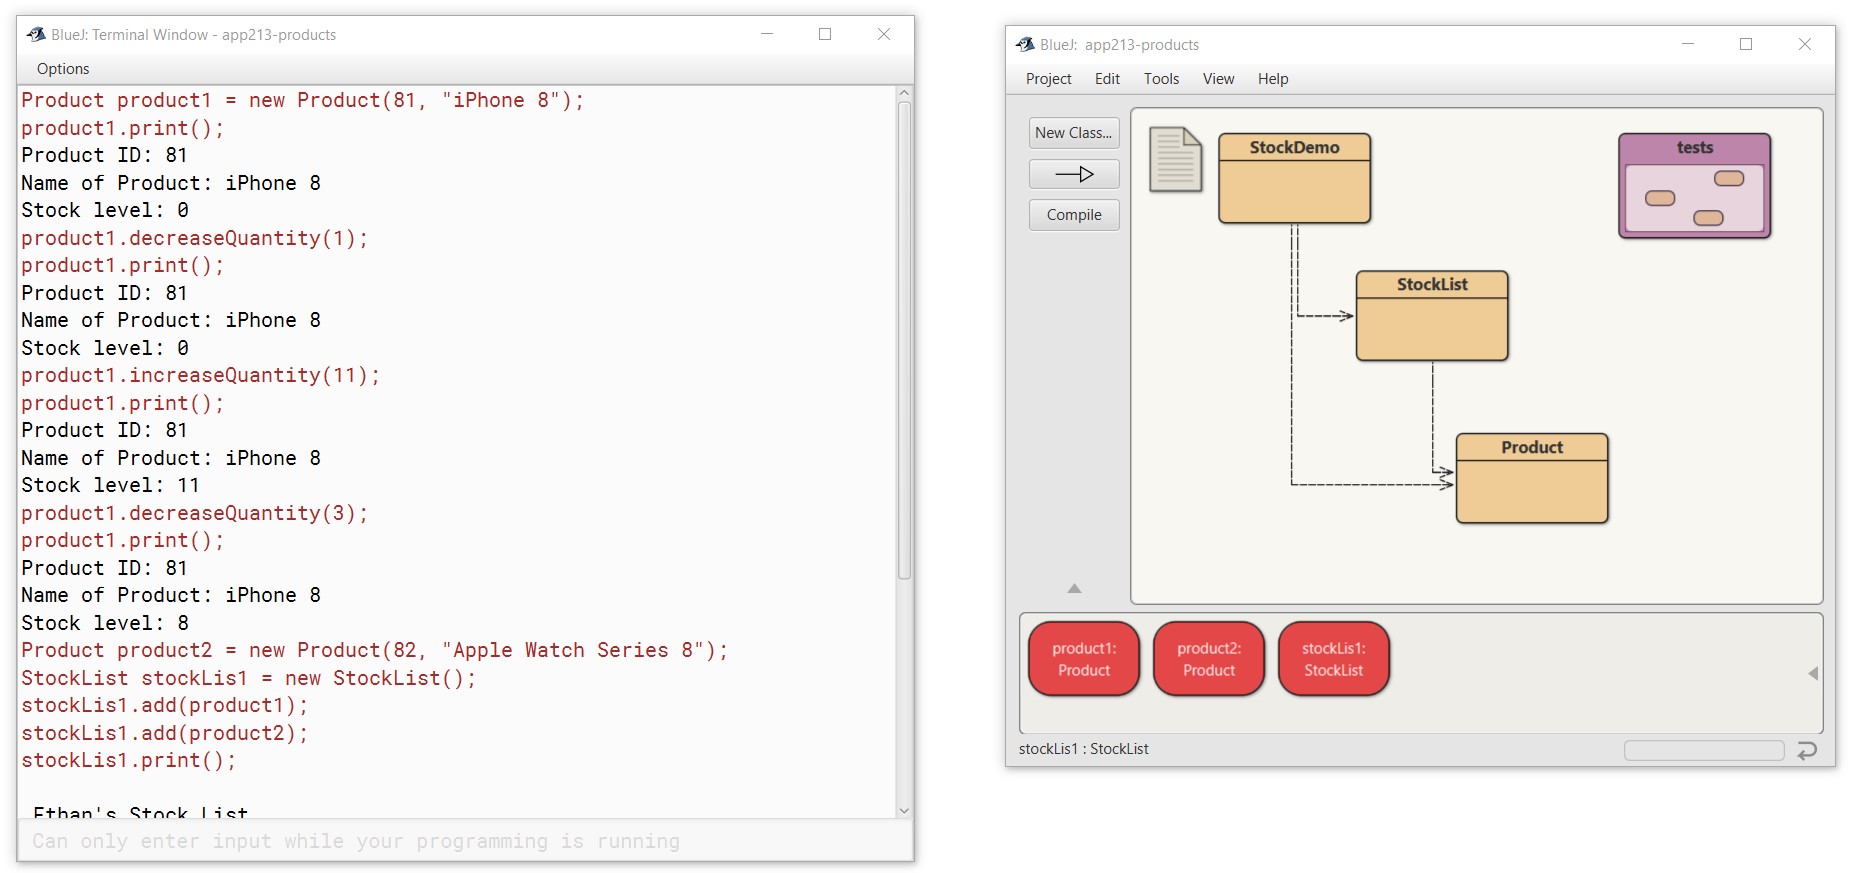 BlueJ: Terminal Window - app213-products
Options
Product product1 = new Product(81, "iPhone 8");
product1.print();
Product ID: 81
Name of Product: iPhone 8
Stock level: 0
product1.decreaseQuantity(1);
product1.print();
Product ID: 81
Name of Product: iPhone 8
Stock level: 0
product1.increaseQuantity(11);
product1.print();
Product ID: 81
Name of Product: iPhone 8
Stock level: 11
product1.decreaseQuantity(3);
product1.print();
Product ID: 81
Name of Product: iPhone 8
Stock level: 8
Product product2 = new Product(82, "Apple Watch Series 8");
StockList stockLis1 = new StockList();
stockLis1.add(product1);
stockLis1.add(product2);
stockLis1.print();
Ethan's Stock List
Can only enter input while your programming is running
BlueJ: app213-products
Project Edit Tools View Help
New Class...
Compile
StockDemo
tests
StockList
Product
product1:
Product
product2:
Product
stockLis1:
StockList
stockLis1 : StockList